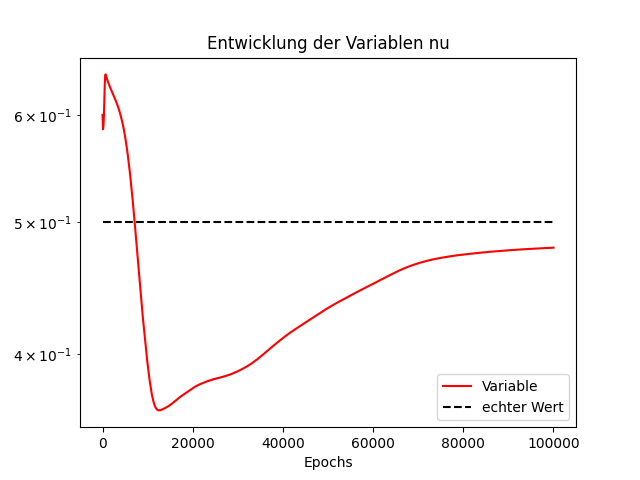 Entwicklung der Variablen nu
6 × 10⁻¹
5 × 10⁻¹
4 × 10⁻¹
Variable
echter Wert
0 20000 40000 60000 80000 100000
Epochs